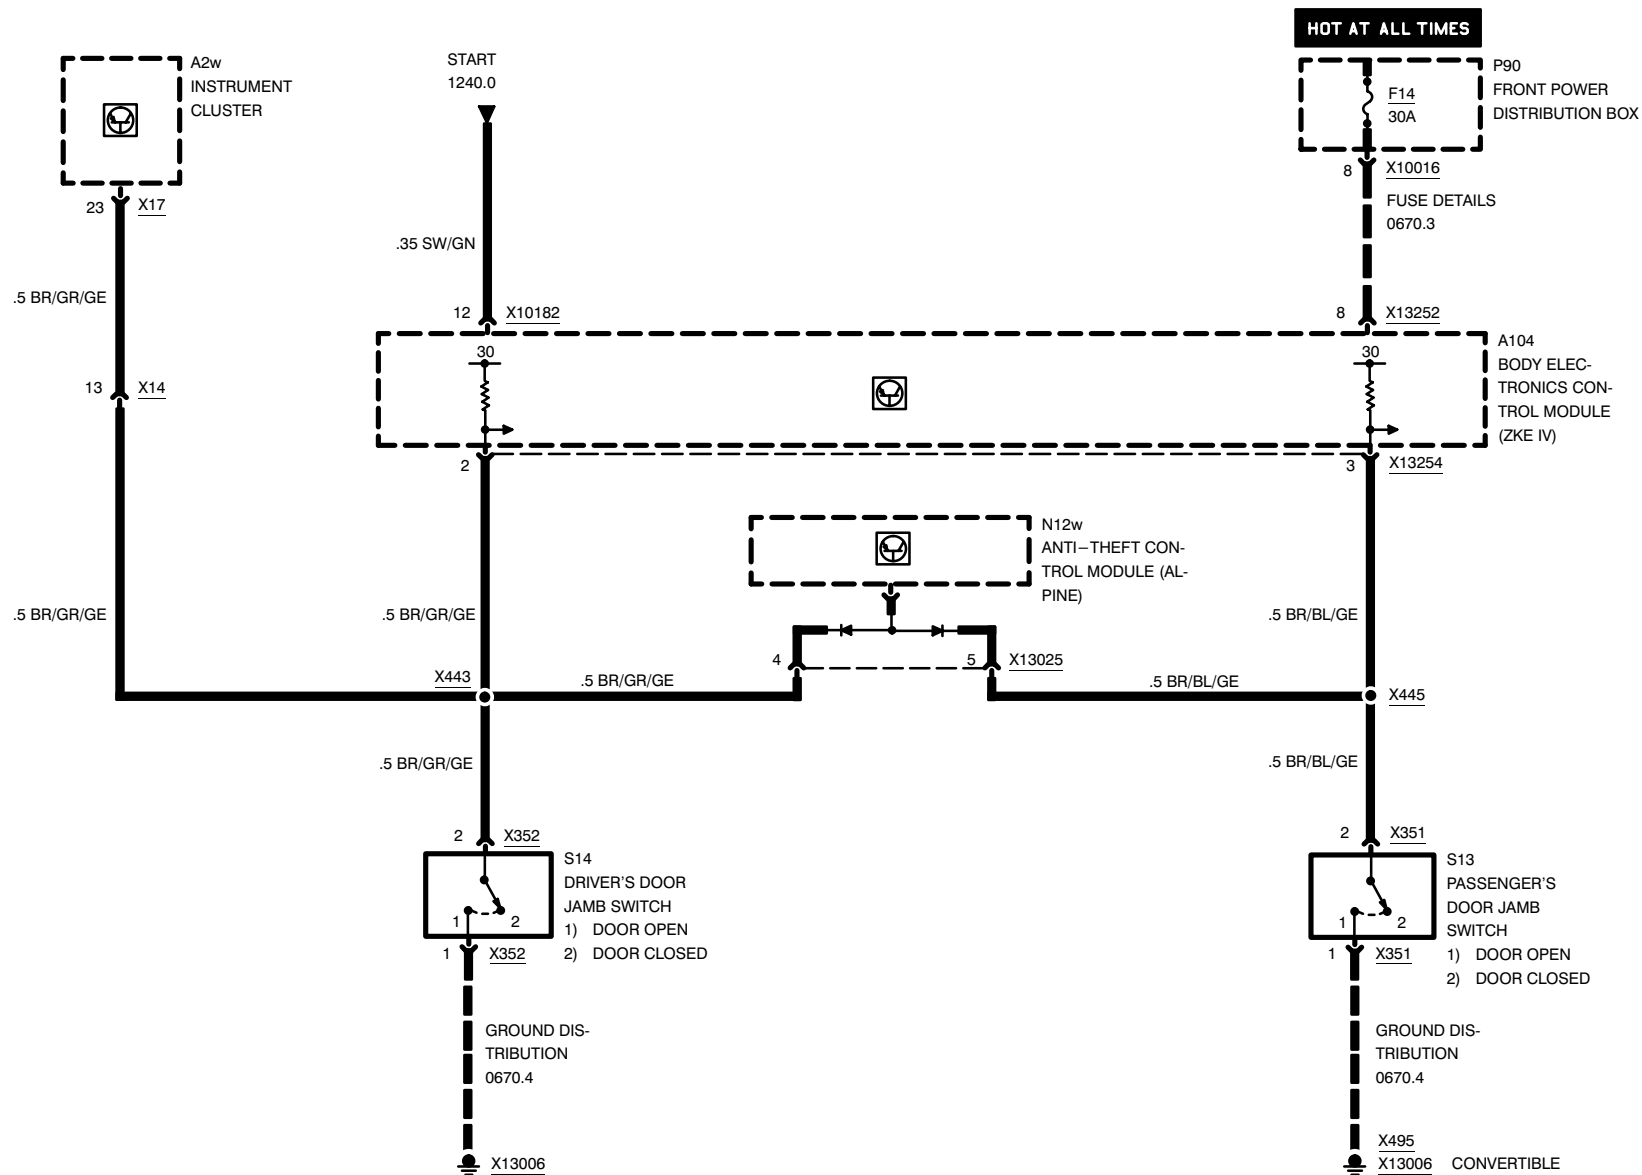 HOT AT ALL TIMES
A2w
INSTRUMENT
CLUSTER
START
1240.0
P90
FRONT POWER
DISTRIBUTION BOX
F14
30A
8 X10016
FUSE DETAILS
0670.3
23 X17
.35 SW/GN
.5 BR/GR/GE
12 X10182
8 X13252
A104
BODY ELEC-
TRONICS CON-
TROL MODULE
(ZKE IV)
30
30
13 X14
2
3 X13254
N12w
ANTI-THEFT CON-
TROL MODULE (AL-
PINE)
.5 BR/GR/GE
.5 BR/GR/GE
.5 BR/BL/GE
4
5 X13025
X443
.5 BR/GR/GE
.5 BR/BL/GE
X445
.5 BR/GR/GE
.5 BR/BL/GE
2 X352
S14
DRIVER'S DOOR
JAMB SWITCH
1) DOOR OPEN
2) DOOR CLOSED
1 2
1 X352
2 X351
S13
PASSENGER'S
DOOR JAMB
SWITCH
1) DOOR OPEN
2) DOOR CLOSED
1 2
1 X351
GROUND DIS-
TRIBUTION
0670.4
GROUND DIS-
TRIBUTION
0670.4
X13006
X495
X13006 CONVERTIBLE